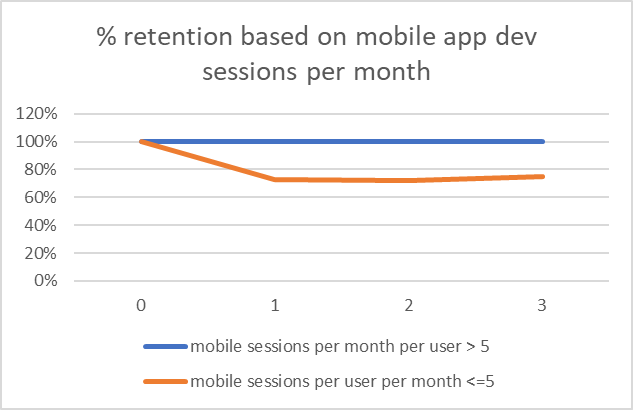 % retention based on mobile app dev
sessions per month
120%
100%
80%
60%
40%
20%
0%
0 1 2 3
mobile sessions per month per user > 5
mobile sessions per user per month <=5